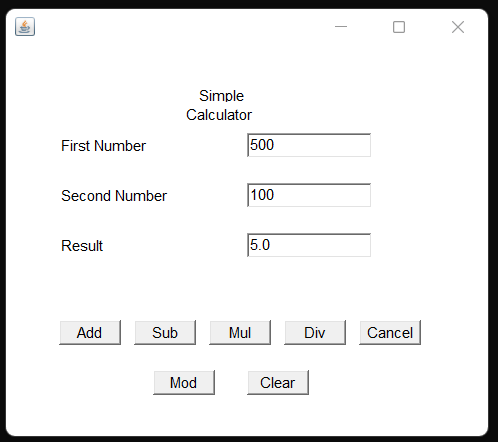 Simple
Calculator
First Number 500
Second Number 100
Result 5.0
Add Sub Mul Div Cancel
Mod Clear